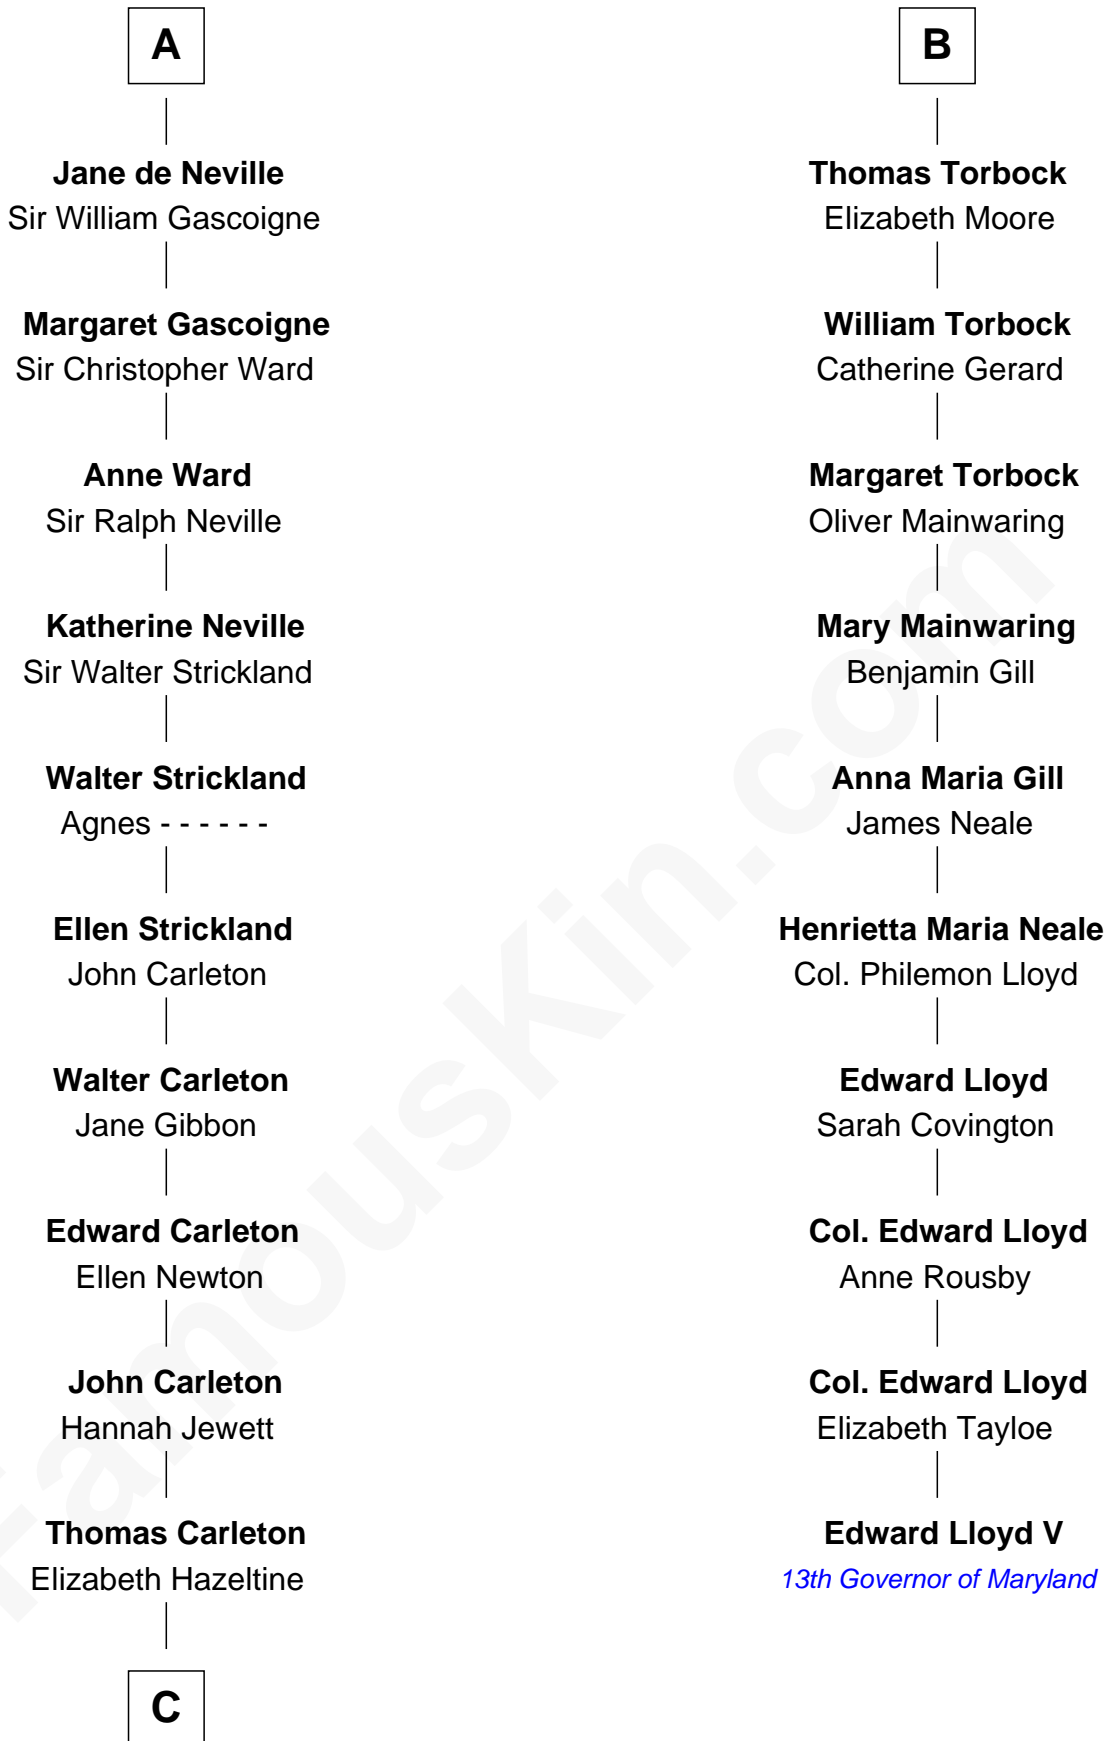 A
Jane de Neville
Sir William Gascoigne
Margaret Gascoigne
Sir Christopher Ward
Anne Ward
Sir Ralph Neville
Katherine Neville
Sir Walter Strickland
Walter Strickland
Agnes - - - - - -
Ellen Strickland
John Carleton
Walter Carleton
Jane Gibbon
Edward Carleton
Ellen Newton
John Carleton
Hannah Jewett
Thomas Carleton
Elizabeth Hazeltine
C
B
Thomas Torbock
Elizabeth Moore
William Torbock
Catherine Gerard
Margaret Torbock
Oliver Mainwaring
Mary Mainwaring
Benjamin Gill
Anna Maria Gill
James Neale
Henrietta Maria Neale
Col. Philemon Lloyd
Edward Lloyd
Sarah Covington
Col. Edward Lloyd
Anne Rousby
Col. Edward Lloyd
Elizabeth Tayloe
Edward Lloyd V
13th Governor of Maryland
FamousKin.com